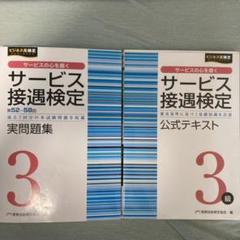 ビジネス系検定
サービスの心を磨く
サービス
接遇検定
第52~58回
実問題集
3
ビジネス系検定
サービスの心を磨く
サービス
接遇検定
公式テキスト
3
級